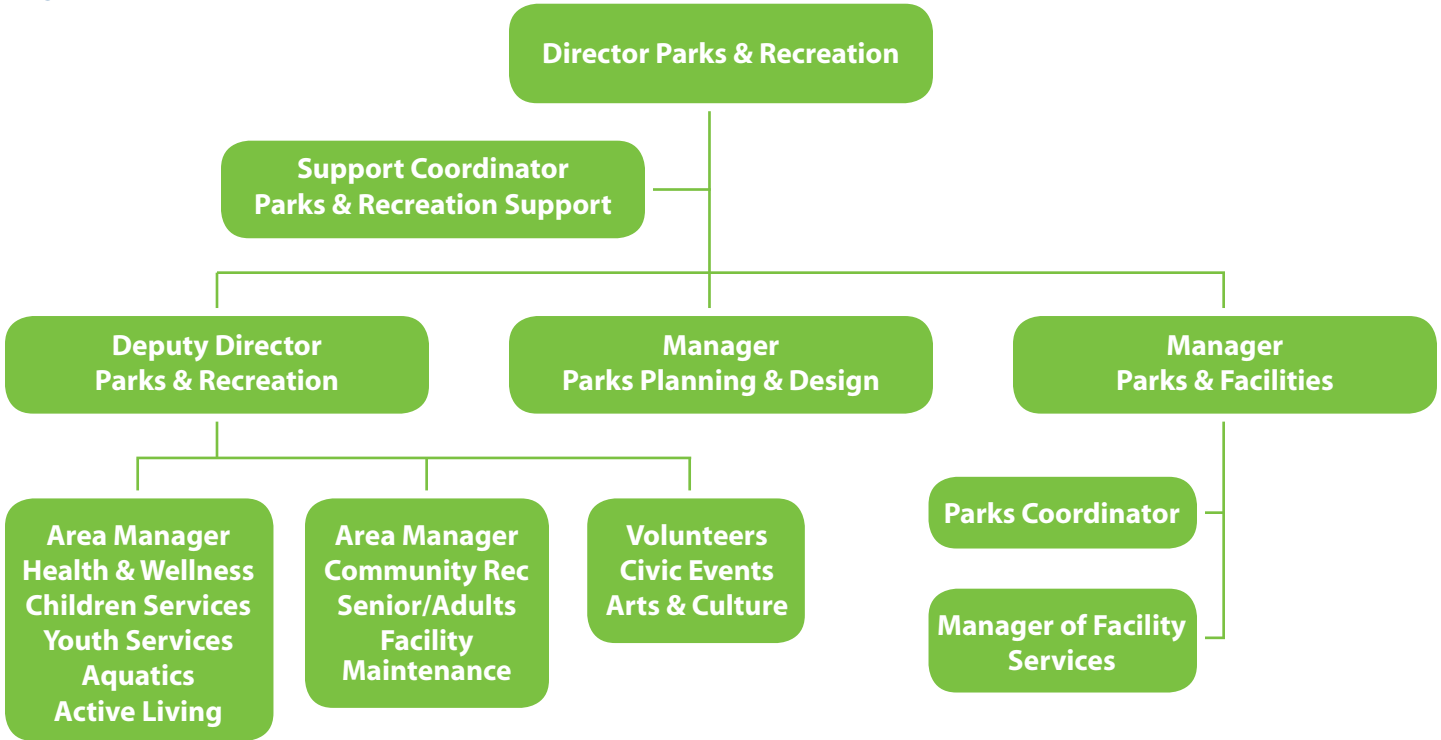 Director Parks & Recreation
Support Coordinator
Parks & Recreation Support
Deputy Director
Parks & Recreation
Manager
Parks Planning & Design
Manager
Parks & Facilities
Area Manager
Health & Wellness
Children Services
Youth Services
Aquatics
Active Living
Area Manager
Community Rec
Senior/Adults
Facility
Maintenance
Volunteers
Civic Events
Arts & Culture
Parks Coordinator
Manager of Facility
Services